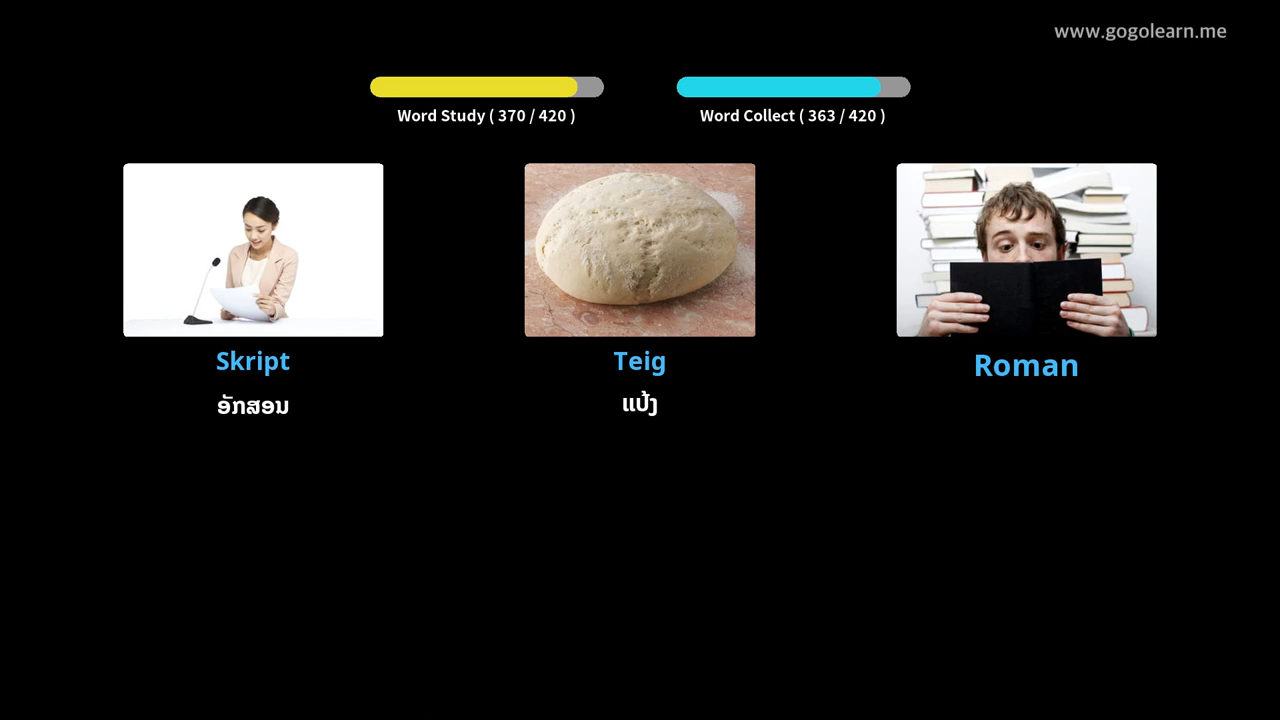 www.gogolearn.me
Word Study ( 370 / 420 )
Word Collect ( 363 / 420 )
Skript
Teig
Roman
ອັກສອນ
ແປ້ງ